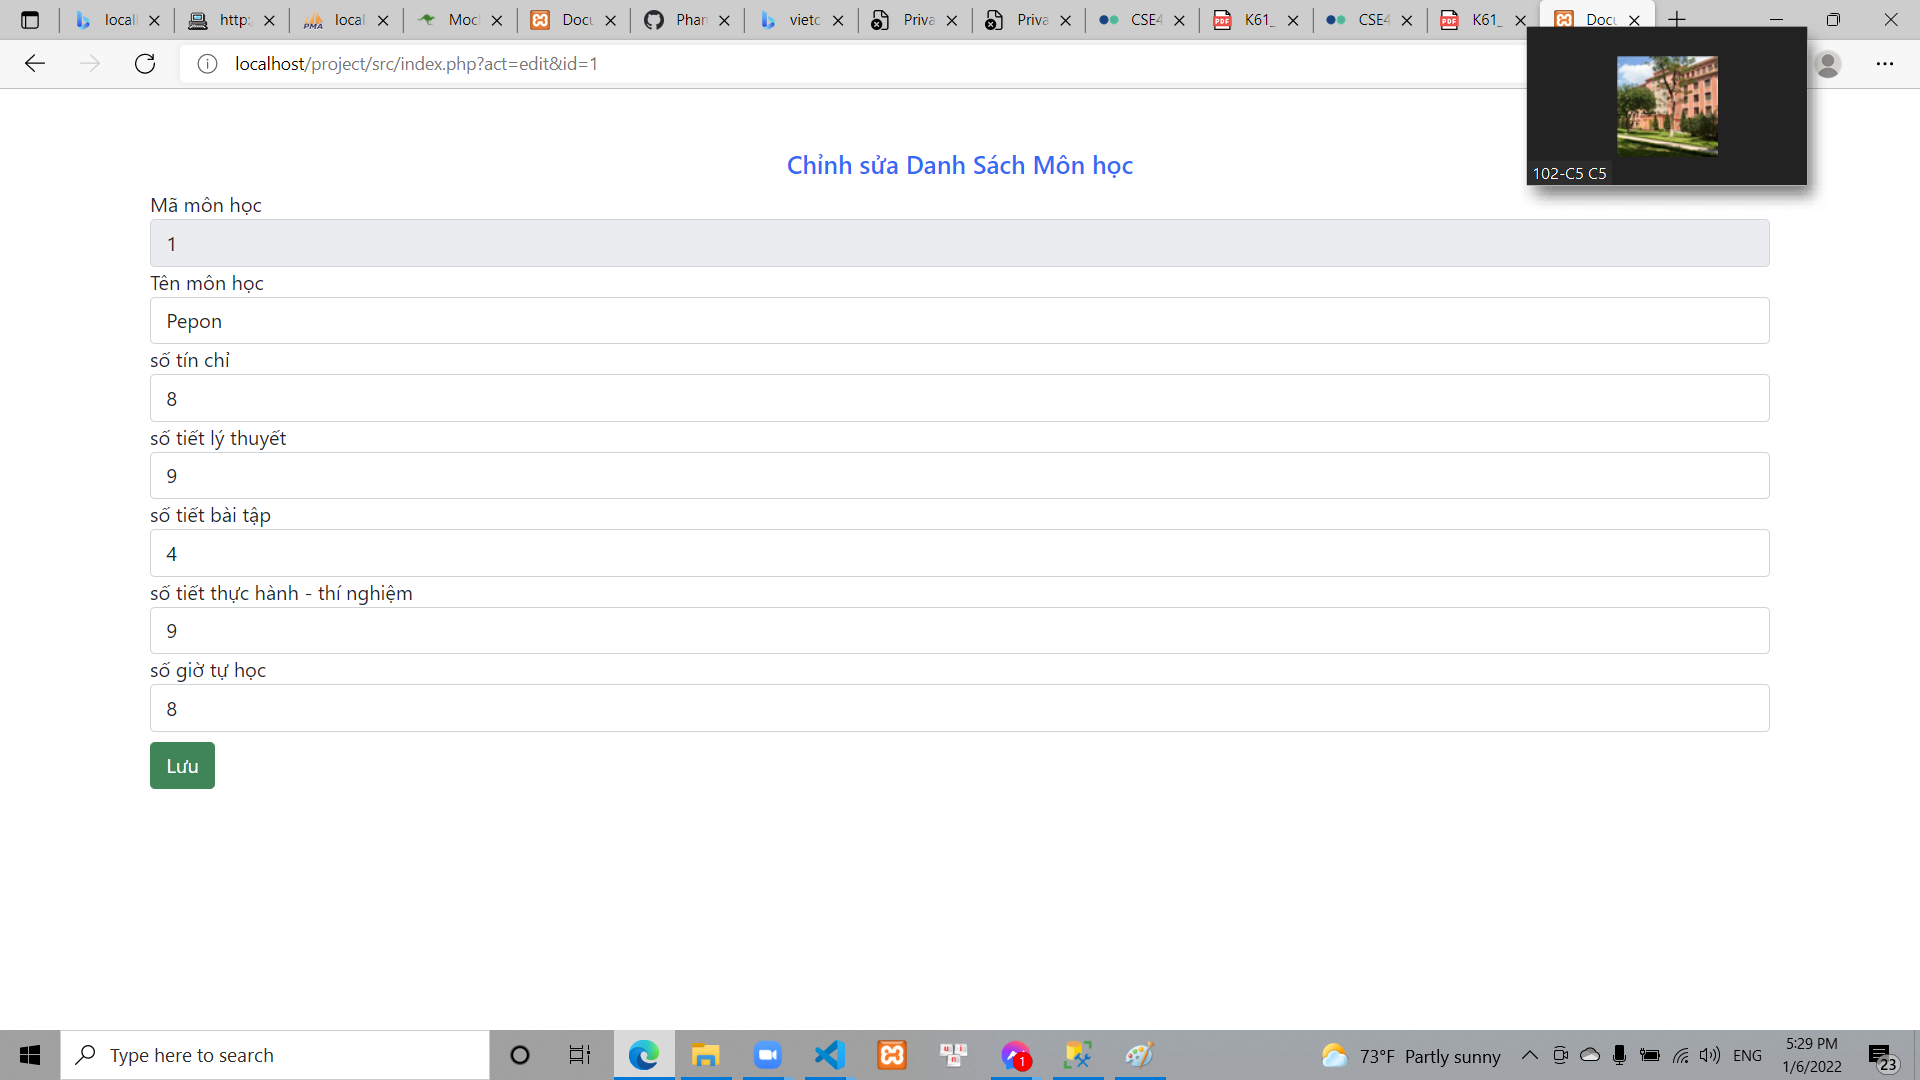 locall
http:
local
Moc
Docu
Phan
vietc
Priva
Priva
CSE4
K61_
CSE4
K61_
Docu
localhost/project/src/index.php?act=edit&id=1
102-C5 C5
Chỉnh sửa Danh Sách Môn học
Mã môn học
1
Tên môn học
Pepon
số tín chỉ
8
số tiết lý thuyết
9
số tiết bài tập
4
số tiết thực hành - thí nghiệm
9
số giờ tự học
8
Lưu
Type here to search
1
73°F Partly sunny
ENG
5:29 PM
1/6/2022
23